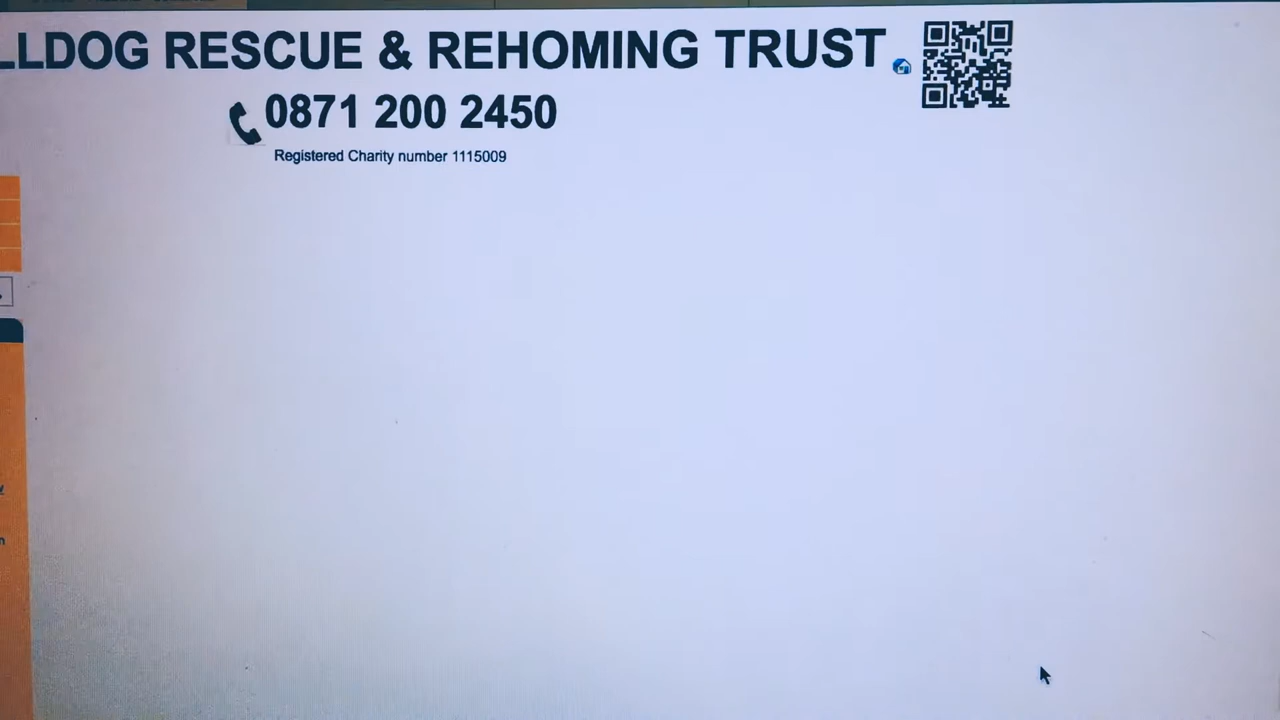 LLDOG RESCUE & REHOMING TRUST
0871 200 2450
Registered Charity number 1115009